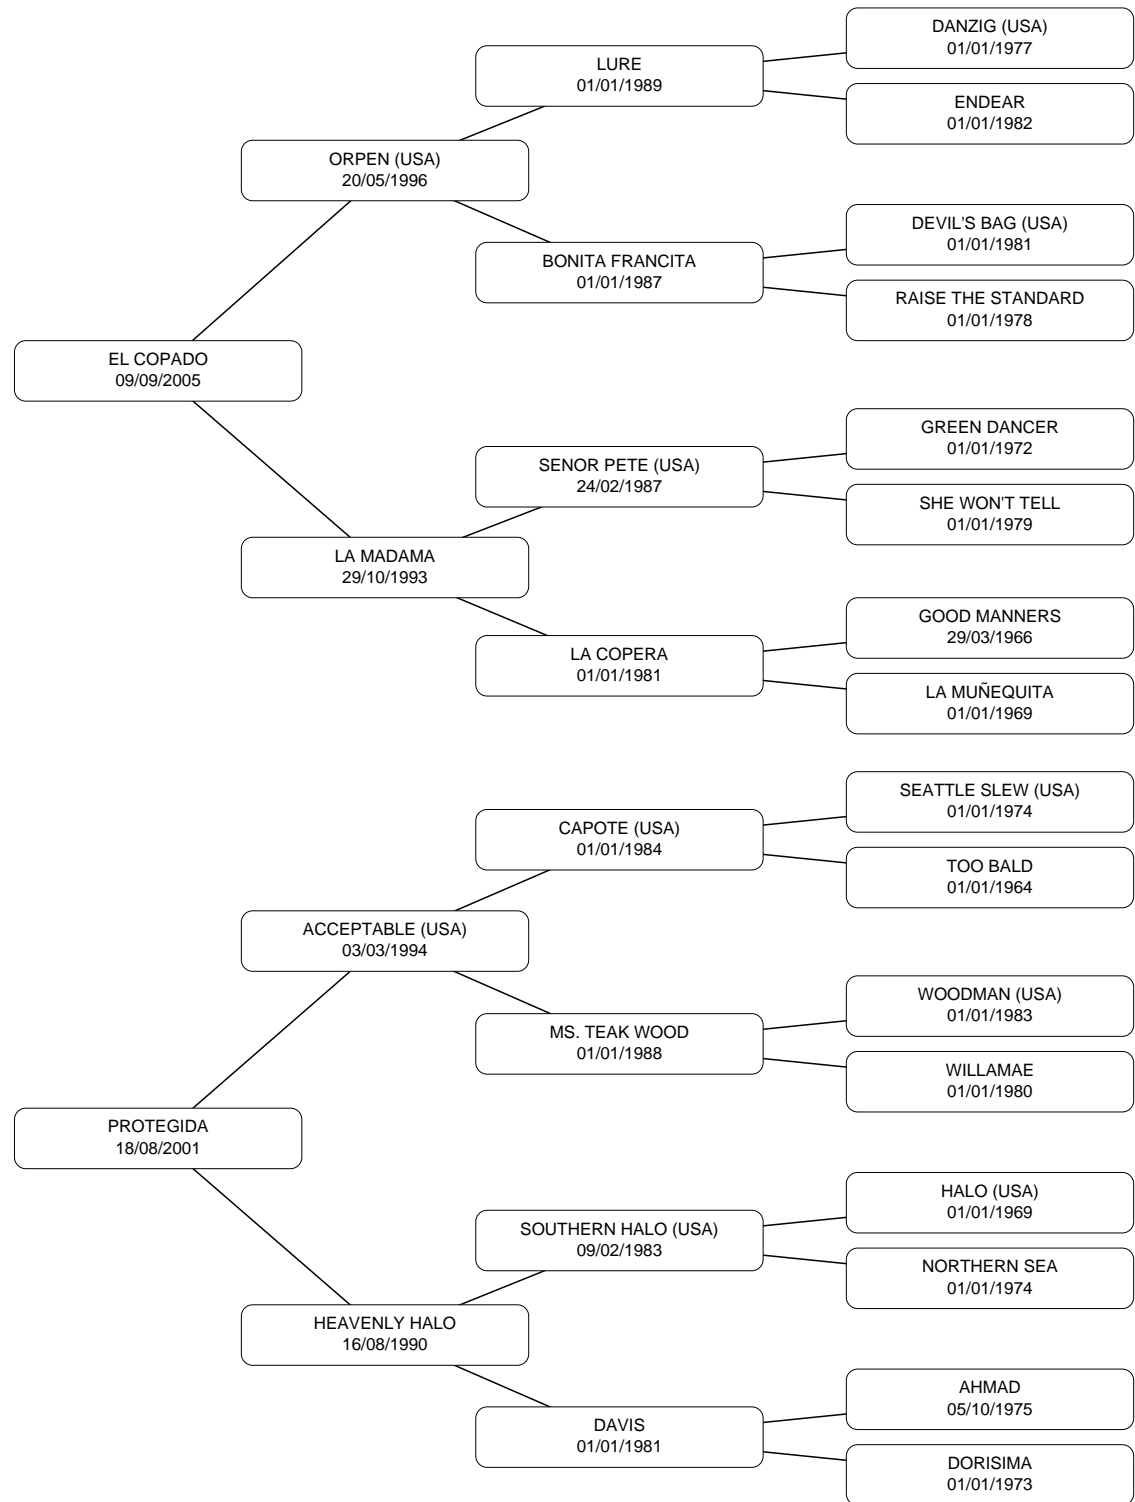 DANZIG (USA)
01/01/1977
LURE
01/01/1989
ENDEAR
01/01/1982
ORPEN (USA)
20/05/1996
DEVIL'S BAG (USA)
01/01/1981
BONITA FRANCITA
01/01/1987
RAISE THE STANDARD
01/01/1978
EL COPADO
09/09/2005
GREEN DANCER
01/01/1972
SENOR PETE (USA)
24/02/1987
SHE WON'T TELL
01/01/1979
LA MADAMA
29/10/1993
GOOD MANNERS
29/03/1966
LA COPERA
01/01/1981
LA MUÑEQUITA
01/01/1969
SEATTLE SLEW (USA)
01/01/1974
CAPOTE (USA)
01/01/1984
TOO BALD
01/01/1964
ACCEPTABLE (USA)
03/03/1994
WOODMAN (USA)
01/01/1983
MS. TEAK WOOD
01/01/1988
WILLAMAE
01/01/1980
PROTEGIDA
18/08/2001
HALO (USA)
01/01/1969
SOUTHERN HALO (USA)
09/02/1983
NORTHERN SEA
01/01/1974
HEAVENLY HALO
16/08/1990
AHMAD
05/10/1975
DAVIS
01/01/1981
DORISIMA
01/01/1973